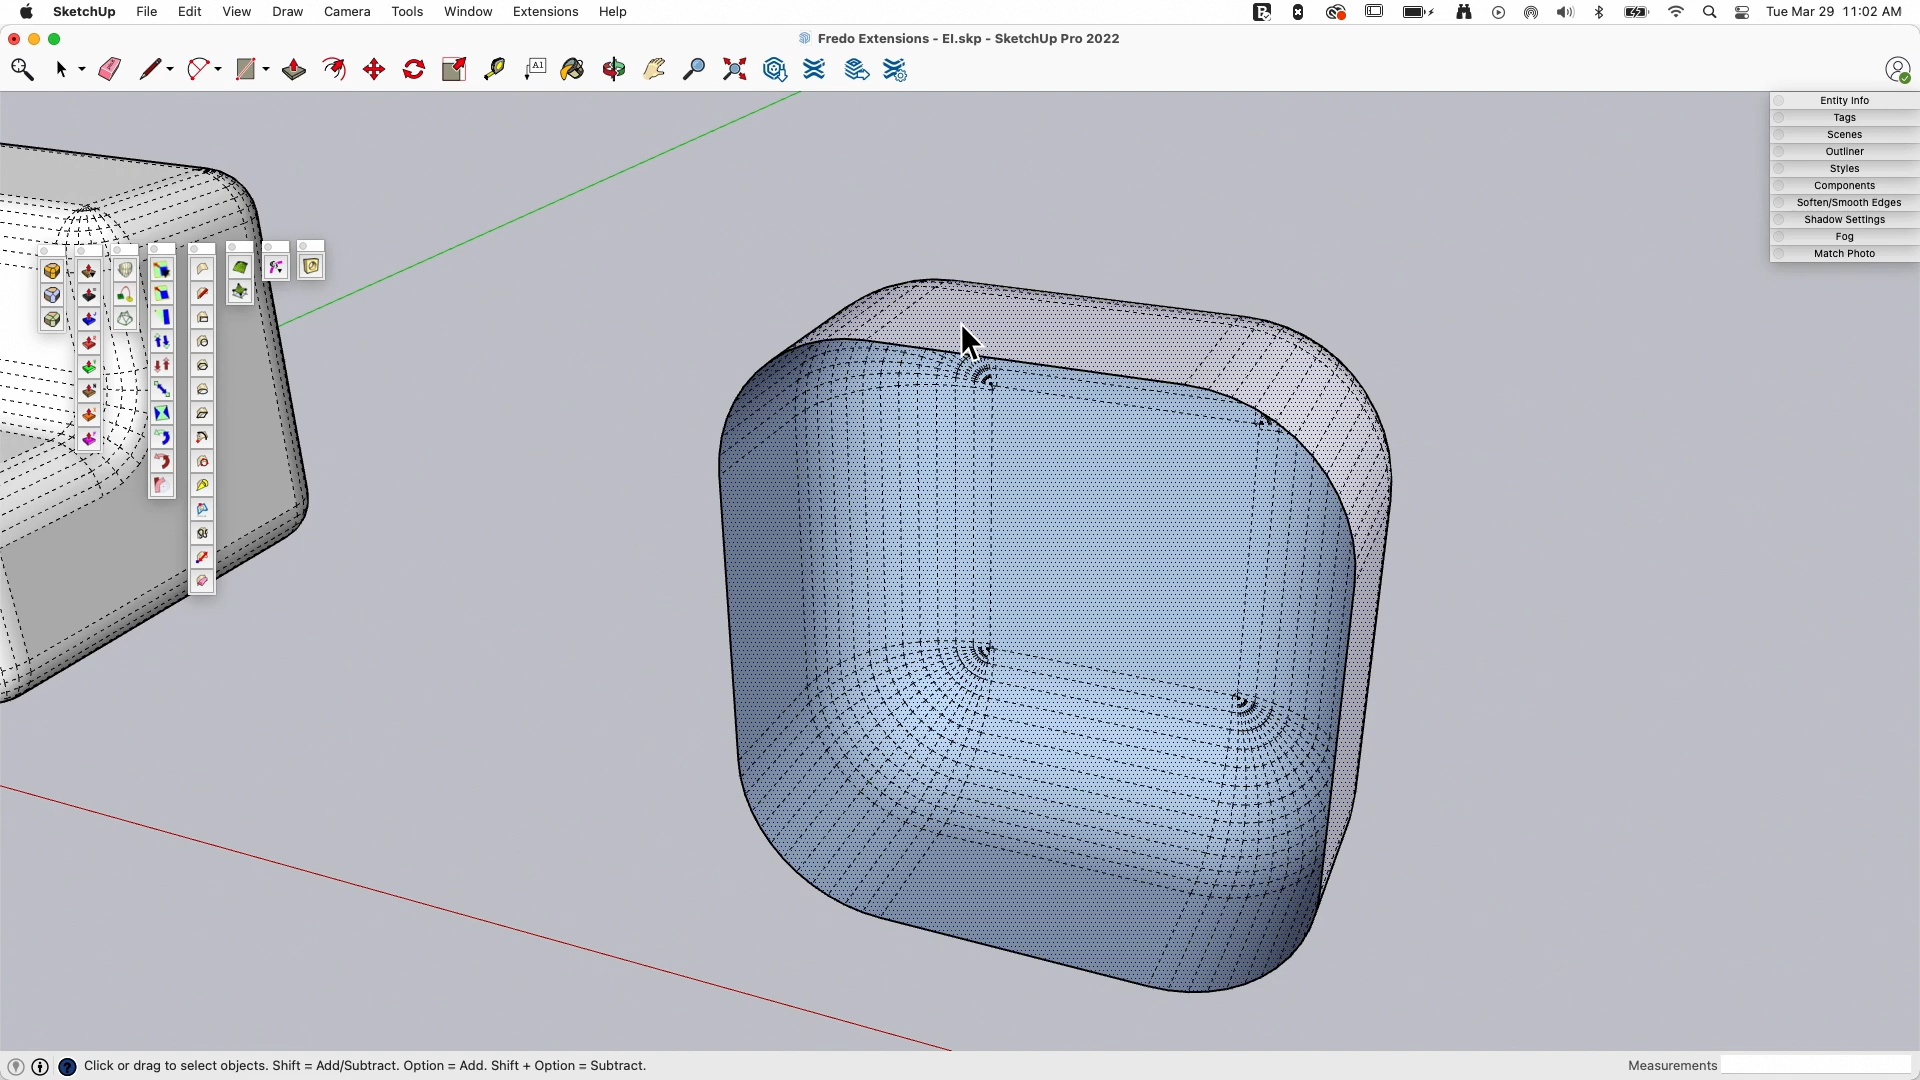 SketchUp File Edit View Draw Camera Tools Window Extensions Help Tue Mar 29 11:02 AM
Fredo Extensions - EI.skp - SketchUp Pro 2022
A1
Entity Info
Tags
Scenes
Outliner
Styles
Components
Soften/Smooth Edges
Shadow Settings
Fog
Match Photo
Click or drag to select objects. Shift = Add/Subtract. Option = Add. Shift + Option = Subtract. Measurements